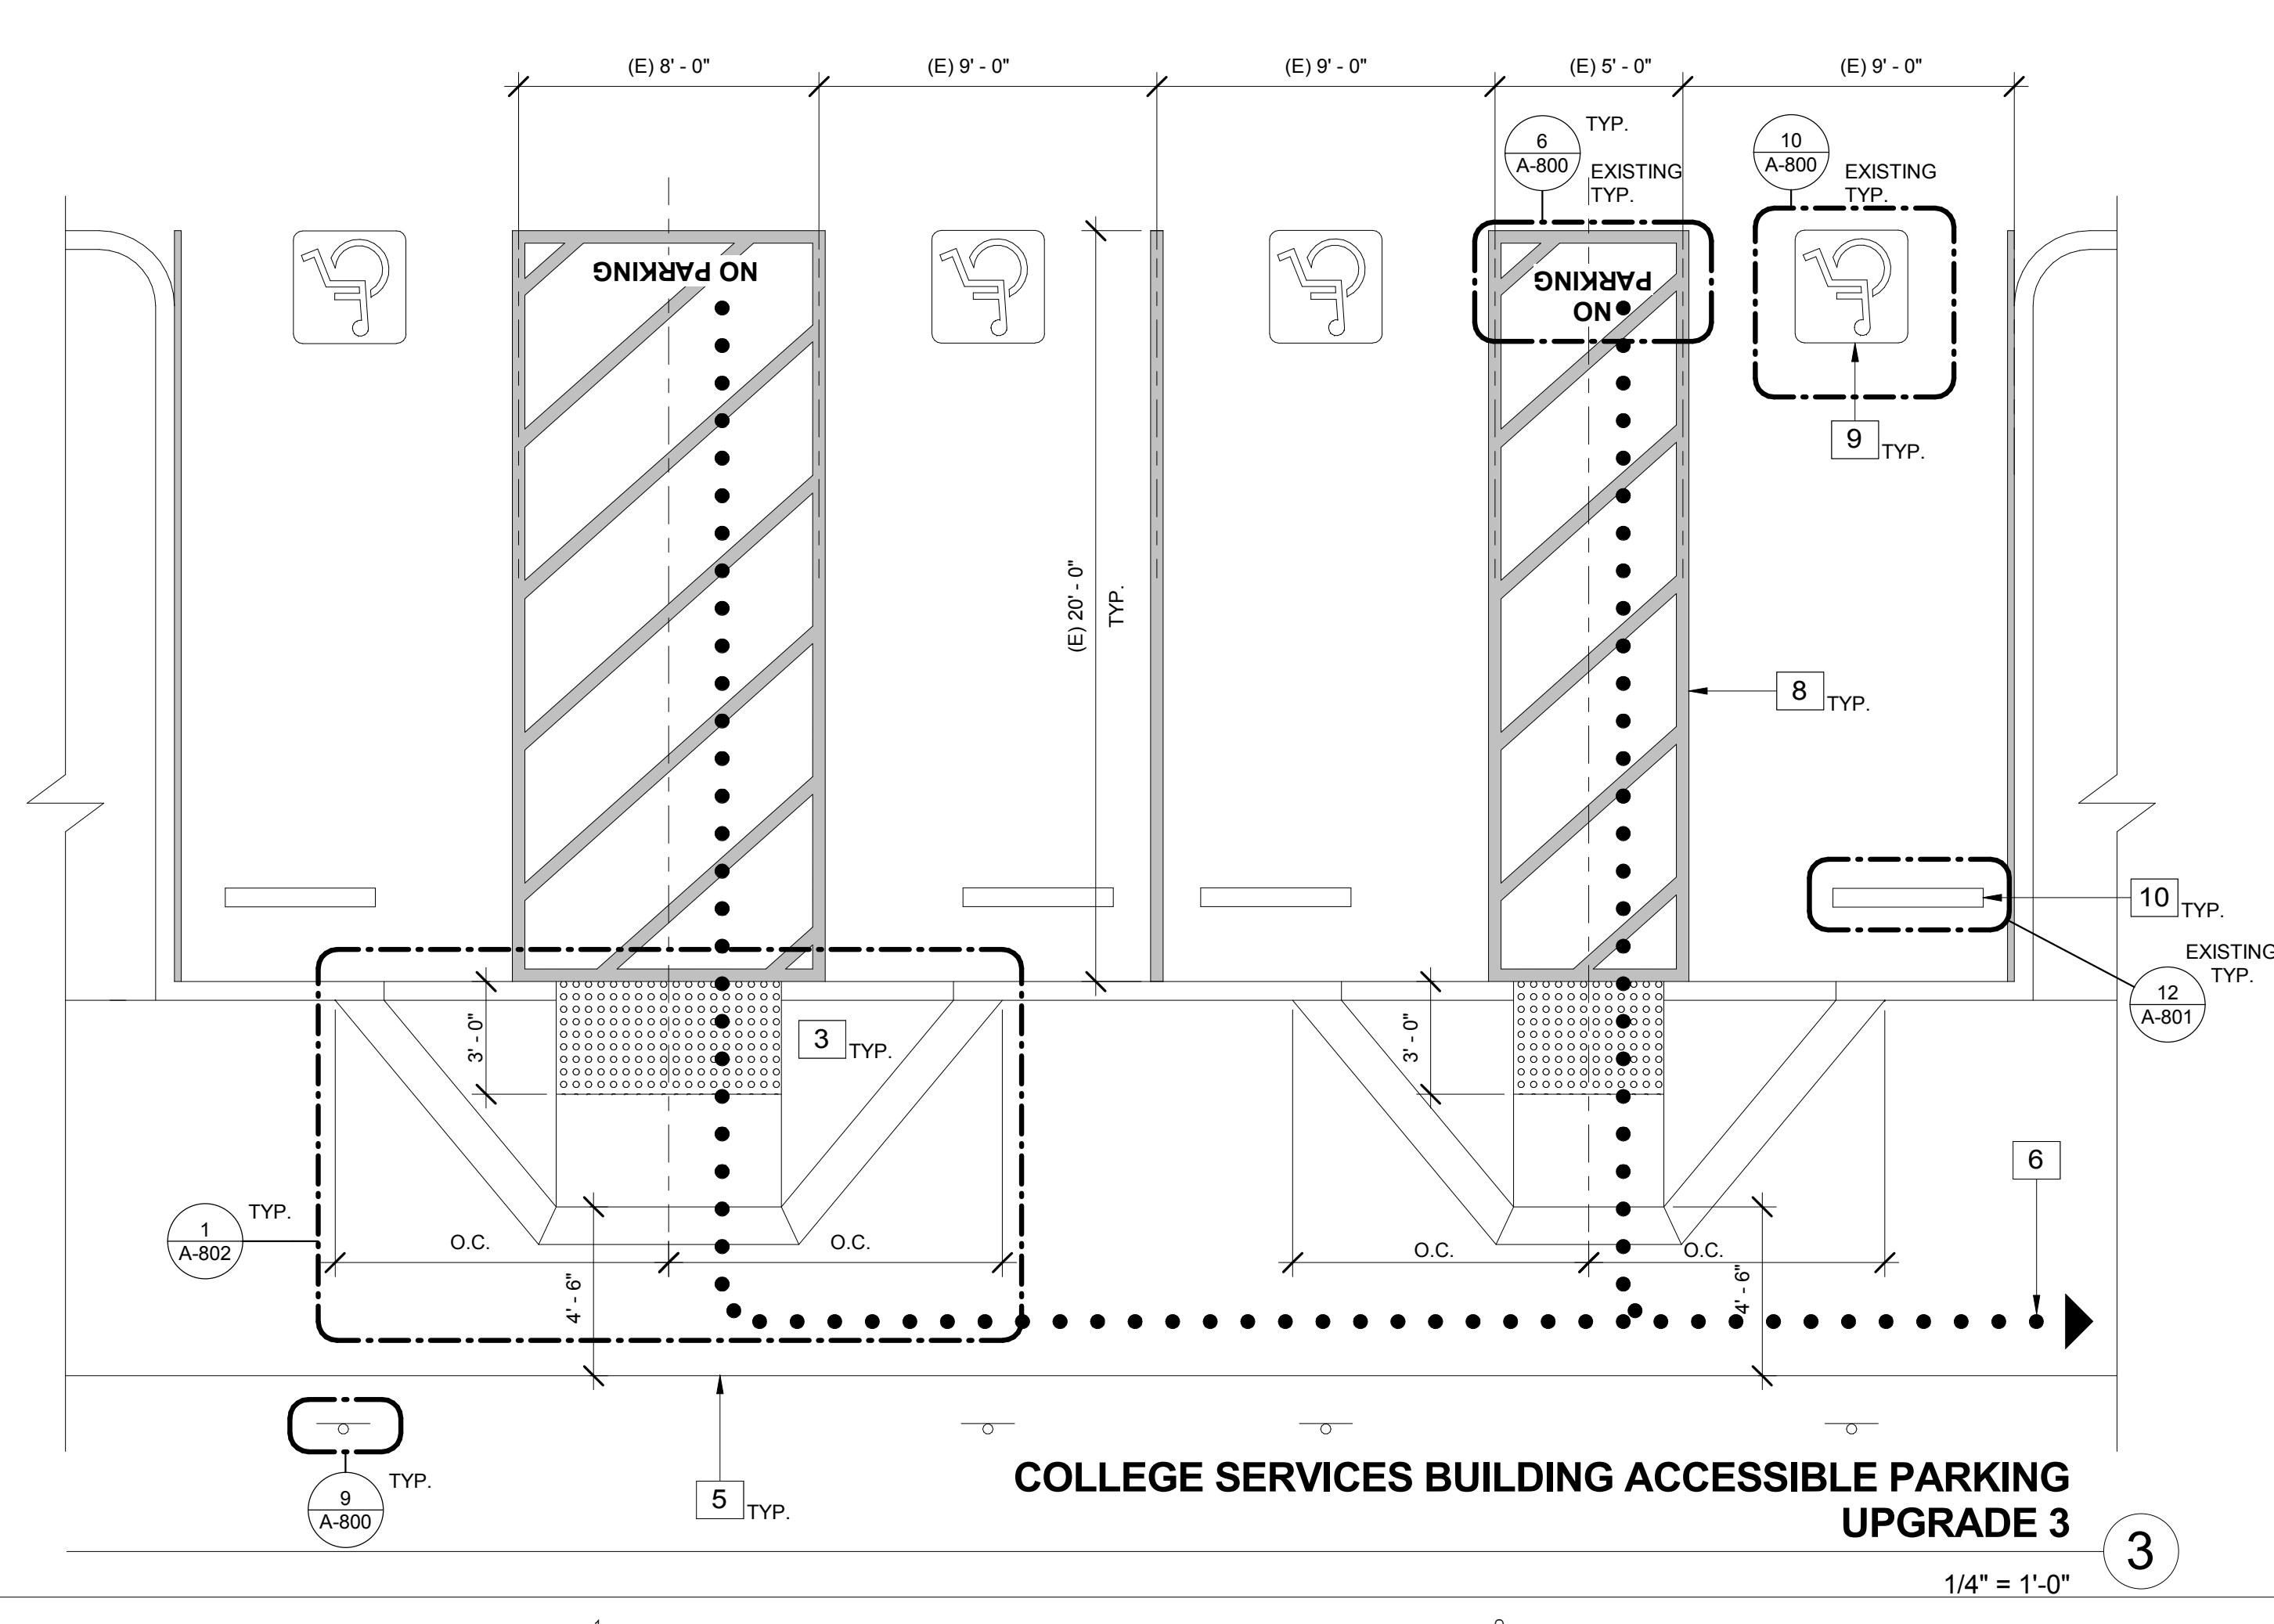 (E) 8' - 0"
(E) 9' - 0"
(E) 9' - 0"
(E) 5' - 0"
(E) 9' - 0"
6
A-800
TYP.
EXISTING
TYP.
10
A-800
EXISTING
TYP.
NO PARKING
NO
PARKING
9
TYP.
(E) 20' - 0"
TYP.
8
TYP.
10
TYP.
EXISTING
TYP.
12
A-801
3' - 0"
3
TYP.
3' - 0"
6
1
A-802
TYP.
O.C.
O.C.
O.C.
O.C.
4' - 6"
4' - 6"
9
A-800
TYP.
5
TYP.
COLLEGE SERVICES BUILDING ACCESSIBLE PARKING
UPGRADE 3
3
1/4" = 1'-0"